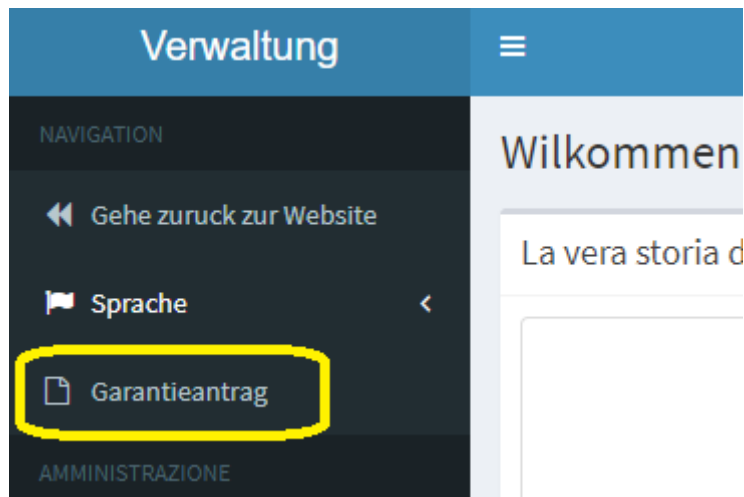 Verwaltung
NAVIGATION
Wilkommen
Gehe zuruck zur Website
La vera storia d
Sprache
Garantieantrag
AMMINISTRAZIONE